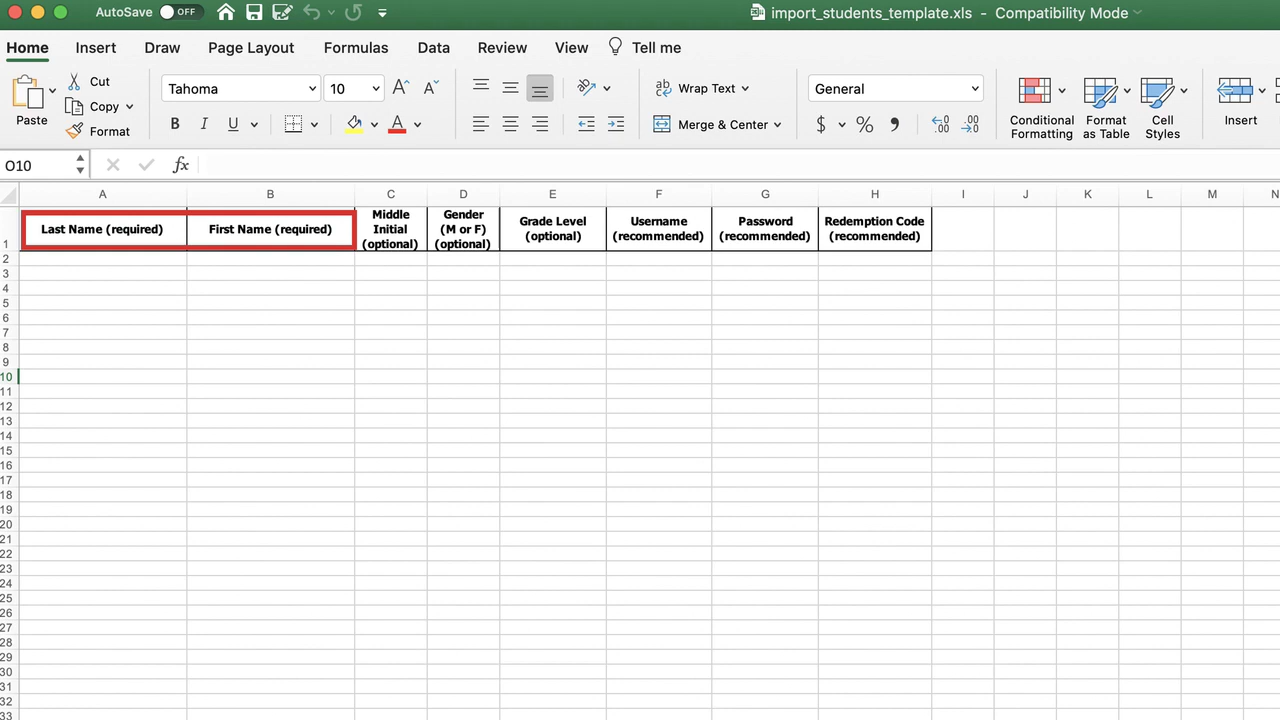 AutoSave OFF import_students_template.xls - Compatibility Mode
Home Insert Draw Page Layout Formulas Data Review View Tell me
Paste Cut Copy Format
Tahoma 10 A A
B I U A
ab c Wrap Text
Merge & Center
General
$ % , .00 .00
Conditional Formatting
Format as Table
Cell Styles
Insert
O10 fx
A B C D E F G H I J K L M N
1 Last Name (required) First Name (required) Middle Initial (optional) Gender (M or F) (optional) Grade Level (optional) Username (recommended) Password (recommended) Redemption Code (recommended)
2
3
4
5
6
7
8
9
10
11
12
13
14
15
16
17
18
19
20
21
22
23
24
25
26
27
28
29
30
31
32
33